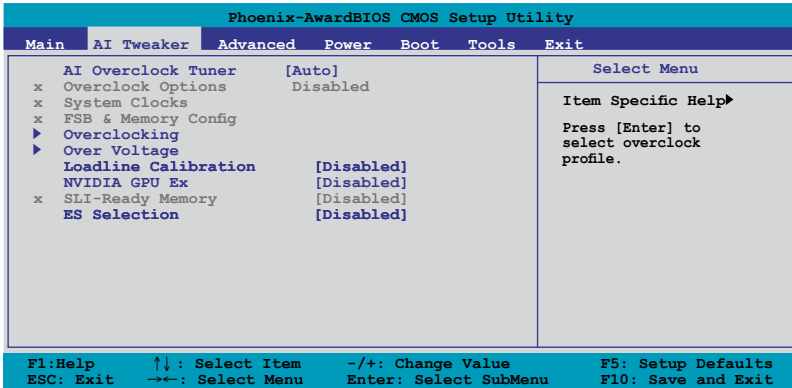 Phoenix-AwardBIOS CMOS Setup Utility
Main AI Tweaker Advanced Power Boot Tools Exit
AI Overclock Tuner [Auto]
x Overclock Options Disabled
x System Clocks
x FSB & Memory Config
Overclocking
Over Voltage
Loadline Calibration [Disabled]
NVIDIA GPU Ex [Disabled]
x SLI-Ready Memory [Disabled]
ES Selection [Disabled]
Select Menu
Item Specific Help
Press [Enter] to
select overclock
profile.
F1:Help ↑↓ : Select Item -/+: Change Value F5: Setup Defaults
ESC: Exit →←: Select Menu Enter: Select SubMenu F10: Save and Exit